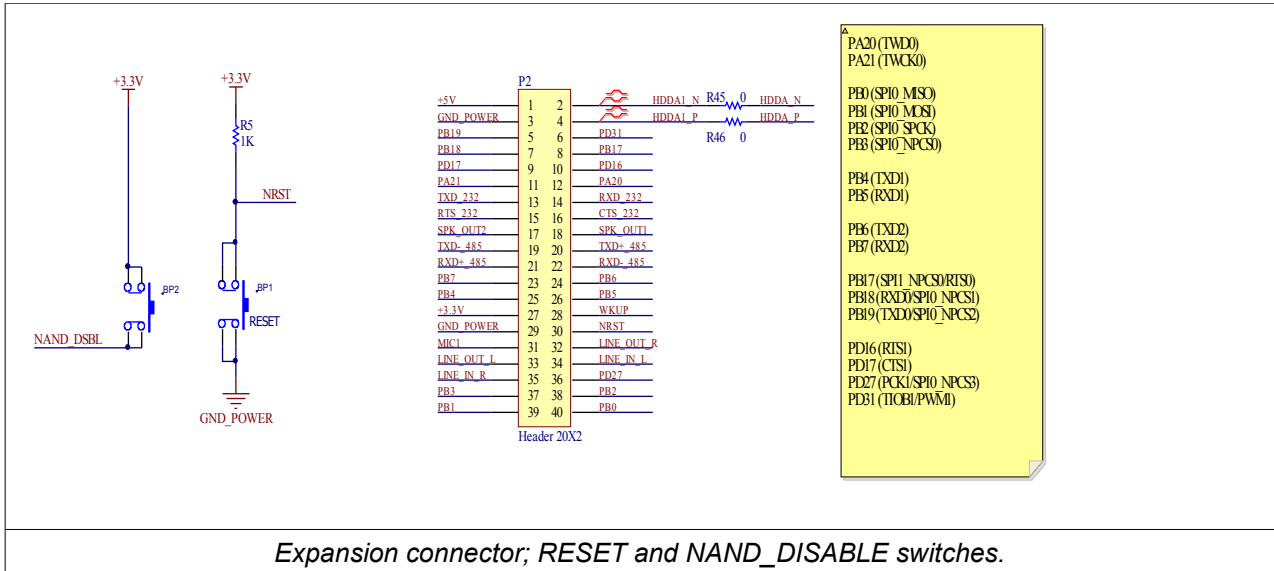 +3.3V
+3.3V
R5
1K
NRST
BP2
BP1
RESET
NAND_DSBL
GND_POWER
P2
+5V 1 2 HDDA1_N R45 0 HDDA_N
GND_POWER 3 4 HDDA1_P R46 0 HDDA_P
PB19 5 6 PD31
PB18 7 8 PB17
PD17 9 10 PD16
PA21 11 12 PA20
TXD_232 13 14 RXD_232
RTS_232 15 16 CTS_232
SPK_OUT2 17 18 SPK_OUT1
TXD-_485 19 20 TXD+_485
RXD+_485 21 22 RXD-_485
PB7 23 24 PB6
PB4 25 26 PB5
+3.3V 27 28 WKUP
GND_POWER 29 30 NRST
MIC1 31 32 LINE_OUT_R
LINE_OUT_L 33 34 LINE_IN_L
LINE_IN_R 35 36 PD27
PB3 37 38 PB2
PB1 39 40 PB0
Header 20X2
PA20 (TWD0)
PA21 (TWCK0)
PB0 (SPI0_MISO)
PB1 (SPI0_MOSI)
PB2 (SPI0_SPCK)
PB3 (SPI0_NPCS0)
PB4 (TXD1)
PB5 (RXD1)
PB6 (TXD2)
PB7 (RXD2)
PB17 (SPI1_NPCS0/RTS0)
PB18 (RXD0/SPI0_NPCS1)
PB19 (TXD0/SPI0_NPCS2)
PD16 (RTS1)
PD17 (CTS1)
PD27 (PCK1/SPI0_NPCS3)
PD31 (TIOB1/PWM1)
Expansion connector; RESET and NAND_DISABLE switches.